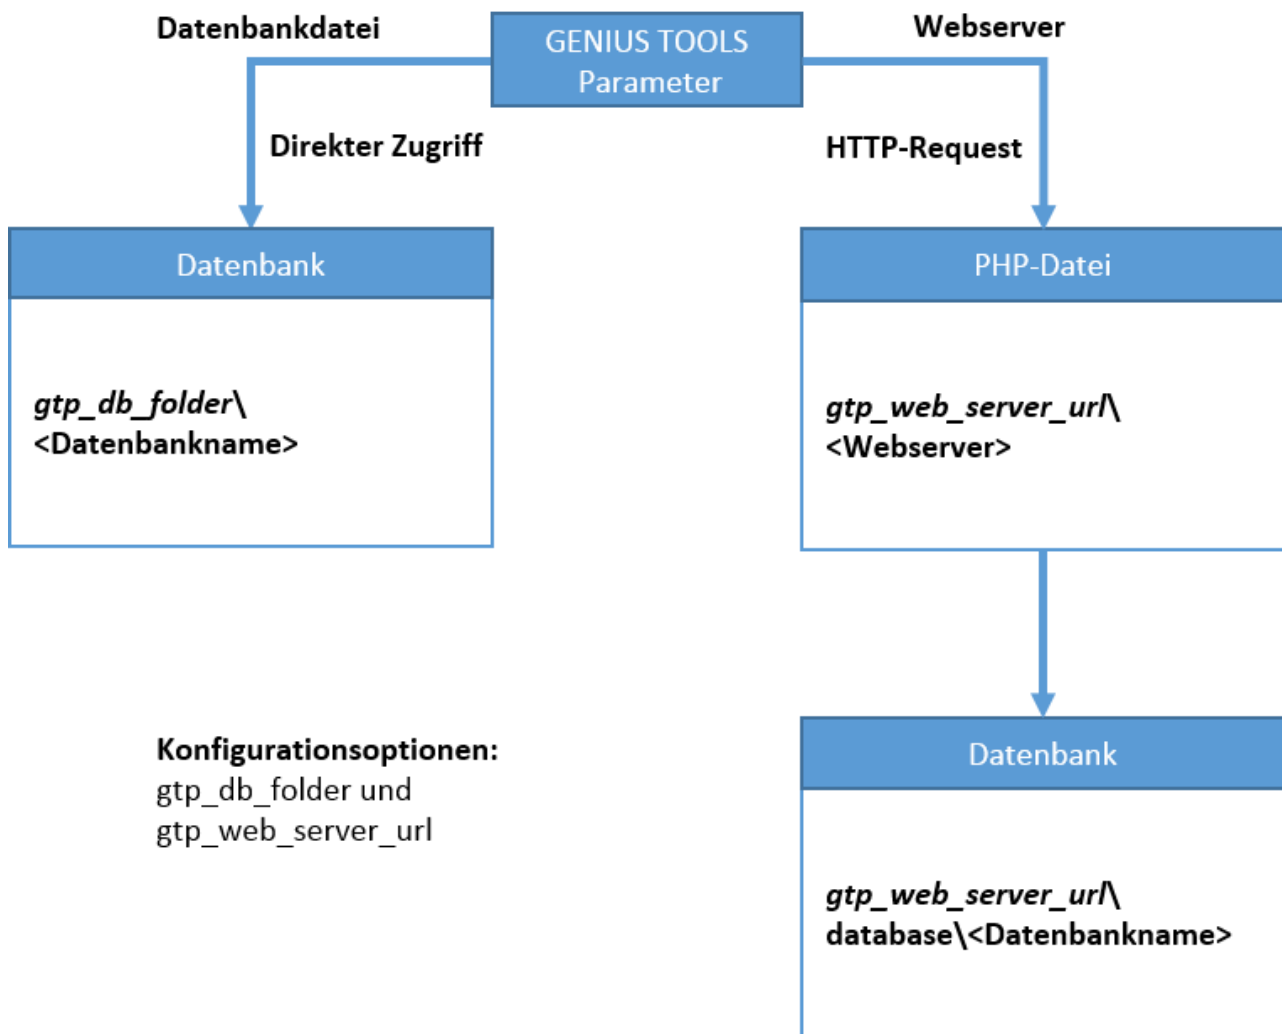 Datenbankdatei
GENIUS TOOLS
Parameter
Webserver
Direkter Zugriff
HTTP-Request
Datenbank
gtp_db_folder\
<Datenbankname>
PHP-Datei
gtp_web_server_url\
<Webserver>
Konfigurationsoptionen:
gtp_db_folder und
gtp_web_server_url
Datenbank
gtp_web_server_url\
database\<Datenbankname>